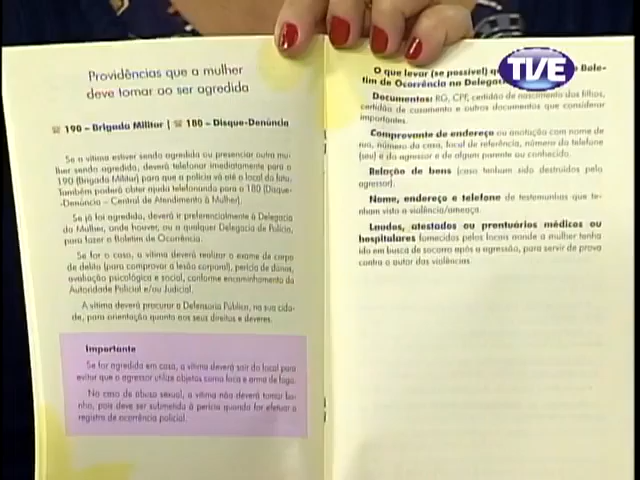 Providências que a mulher
deve tomar ao ser agredida
190 – Brigada Militar | 180 – Disque-Denúncia
Se a vítima estiver sendo agredida ou presenciar outra mu-
lher sendo agredida, deverá telefonar imediatamente para o
190 (Brigada Militar) para que a polícia vá até o local do fato.
Também poderá obter ajuda telefonando para o 180 (Disque-
-Denúncia – Central de Atendimento à Mulher).
Se já foi agredida, deverá ir preferencialmente à Delegacia
da Mulher, onde houver, ou a qualquer Delegacia de Polícia,
para fazer o Boletim de Ocorrência.
Se for o caso, a vítima deverá realizar o exame de corpo
de delito (para comprovar a lesão corporal), perícia de danos,
avaliação psicológica e social, conforme encaminhamento da
Autoridade Policial e/ou Judicial.
A vítima deverá procurar a Defensoria Pública, na sua cida-
de, para orientação quanto aos seus direitos e deveres.
Importante
Se for agredida em casa, a vítima deverá sair do local para
evitar que o agressor utilize objetos como faca e arma de fogo.
No caso de abuso sexual, a vítima não deverá tomar ba-
nho, pois deve ser submetida à perícia quando for efetuar o
registro de ocorrência policial.
O que levar (se possível) Bole-
tim de Ocorrência na Delegac
TVE
Documentos: RG, CPF, certidão de nascimento dos filhos,
certidão de casamento e outros documentos que considerar
importantes.
Comprovante de endereço ou anotação com nome de
rua, número da casa, local de referência, número de telefone
(seu) e do agressor e de algum parente ou conhecido.
Relação de bens (caso tenham sido destruídos pelo
agressor).
Nome, endereço e telefone de testemunhas que te-
nham visto a violência/ameaça.
Laudos, atestados ou prontuários médicos ou
hospitalares fornecidos pelos locais aonde a mulher tenha
ido em busca de socorro após a agressão, para servir de prova
contra o autor das violências.